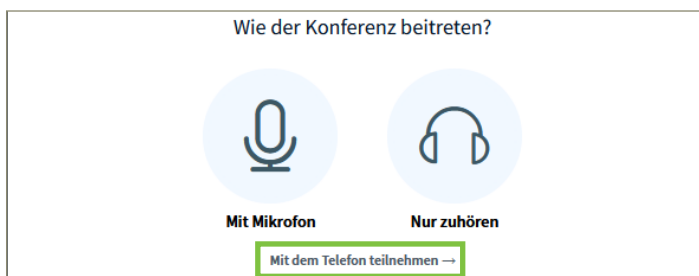 Wie der Konferenz beitreten?
Mit Mikrofon
Nur zuhören
Mit dem Telefon teilnehmen →